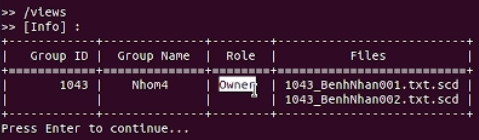 >> /views
>> [Info] :
+----------+------------+-------+---------------------------+
| Group ID | Group Name | Role | Files |
+==========+============+=======+===========================+
| 1043 | Nhom4 | Owner | 1043_BenhNhan001.txt.scd |
| | | | 1043_BenhNhan002.txt.scd |
+----------+------------+-------+---------------------------+
Press Enter to continue...